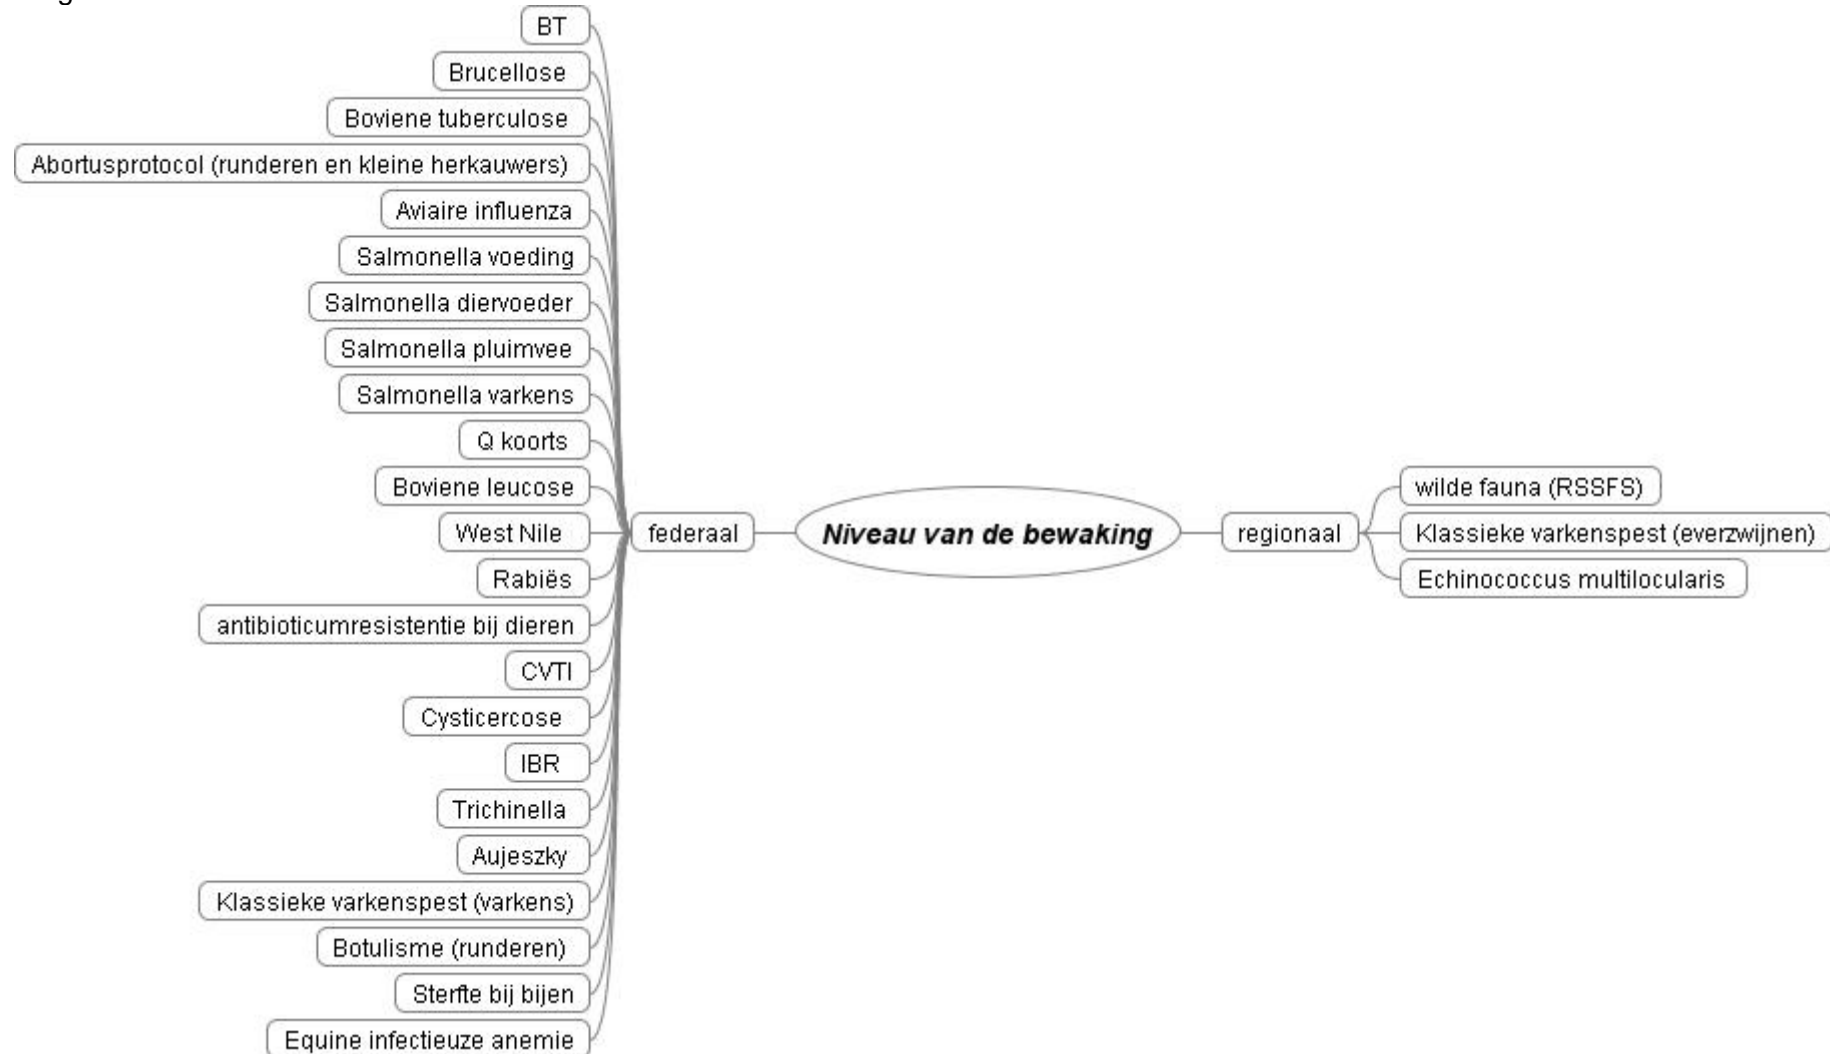 BT
Brucellose
Boviene tuberculose
Abortusprotocol (runderen en kleine herkauwers)
Aviaire influenza
Salmonella voeding
Salmonella diervoeder
Salmonella pluimvee
Salmonella varkens
Q koorts
Boviene leucose
West Nile
Rabiës
antibioticumresistentie bij dieren
CVTI
Cysticercose
IBR
Trichinella
Aujeszky
Klassieke varkenspest (varkens)
Botulisme (runderen)
Sterfte bij bijen
Equine infectieuze anemie
federaal
Niveau van de bewaking
regionaal
wilde fauna (RSSFS)
Klassieke varkenspest (everzwijnen)
Echinococcus multilocularis